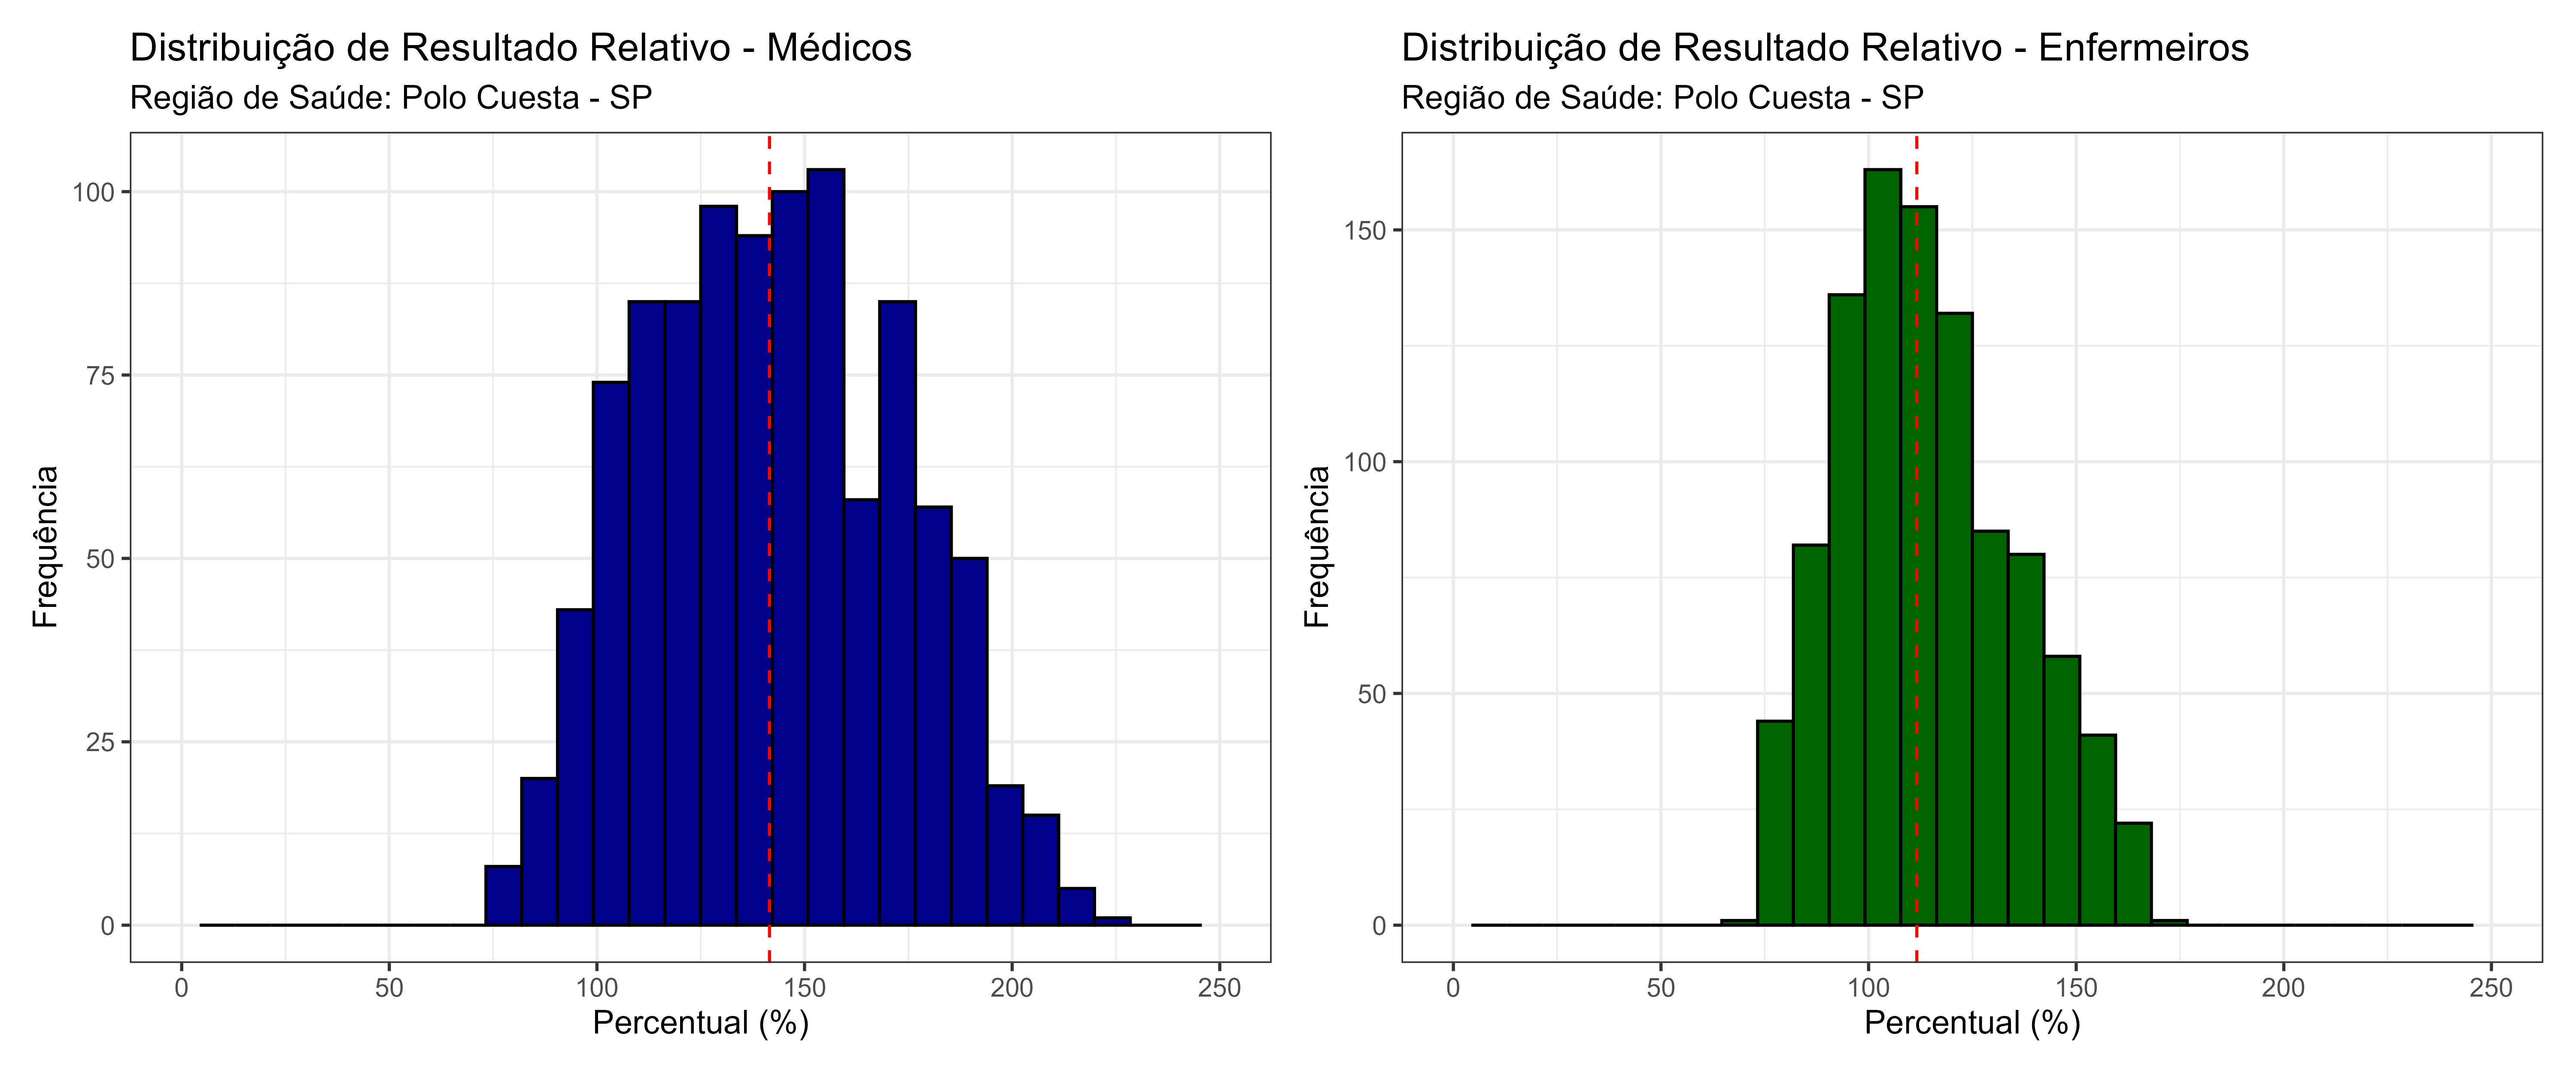 Distribuição de Resultado Relativo - Médicos
Região de Saúde: Polo Cuesta - SP
Frequência
100
75
50
25
0
0 50 100 150 200 250
Percentual (%)
Distribuição de Resultado Relativo - Enfermeiros
Região de Saúde: Polo Cuesta - SP
Frequência
150
100
50
0
0 50 100 150 200 250
Percentual (%)